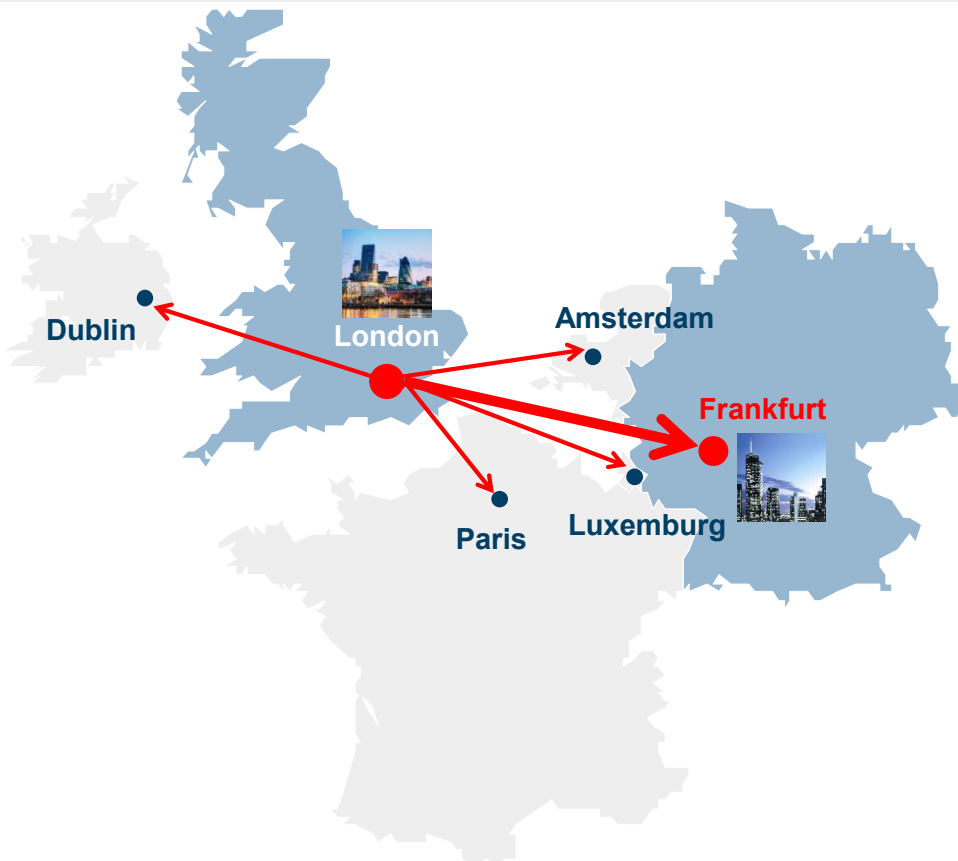 Dublin
London
Amsterdam
Frankfurt
Paris
Luxemburg